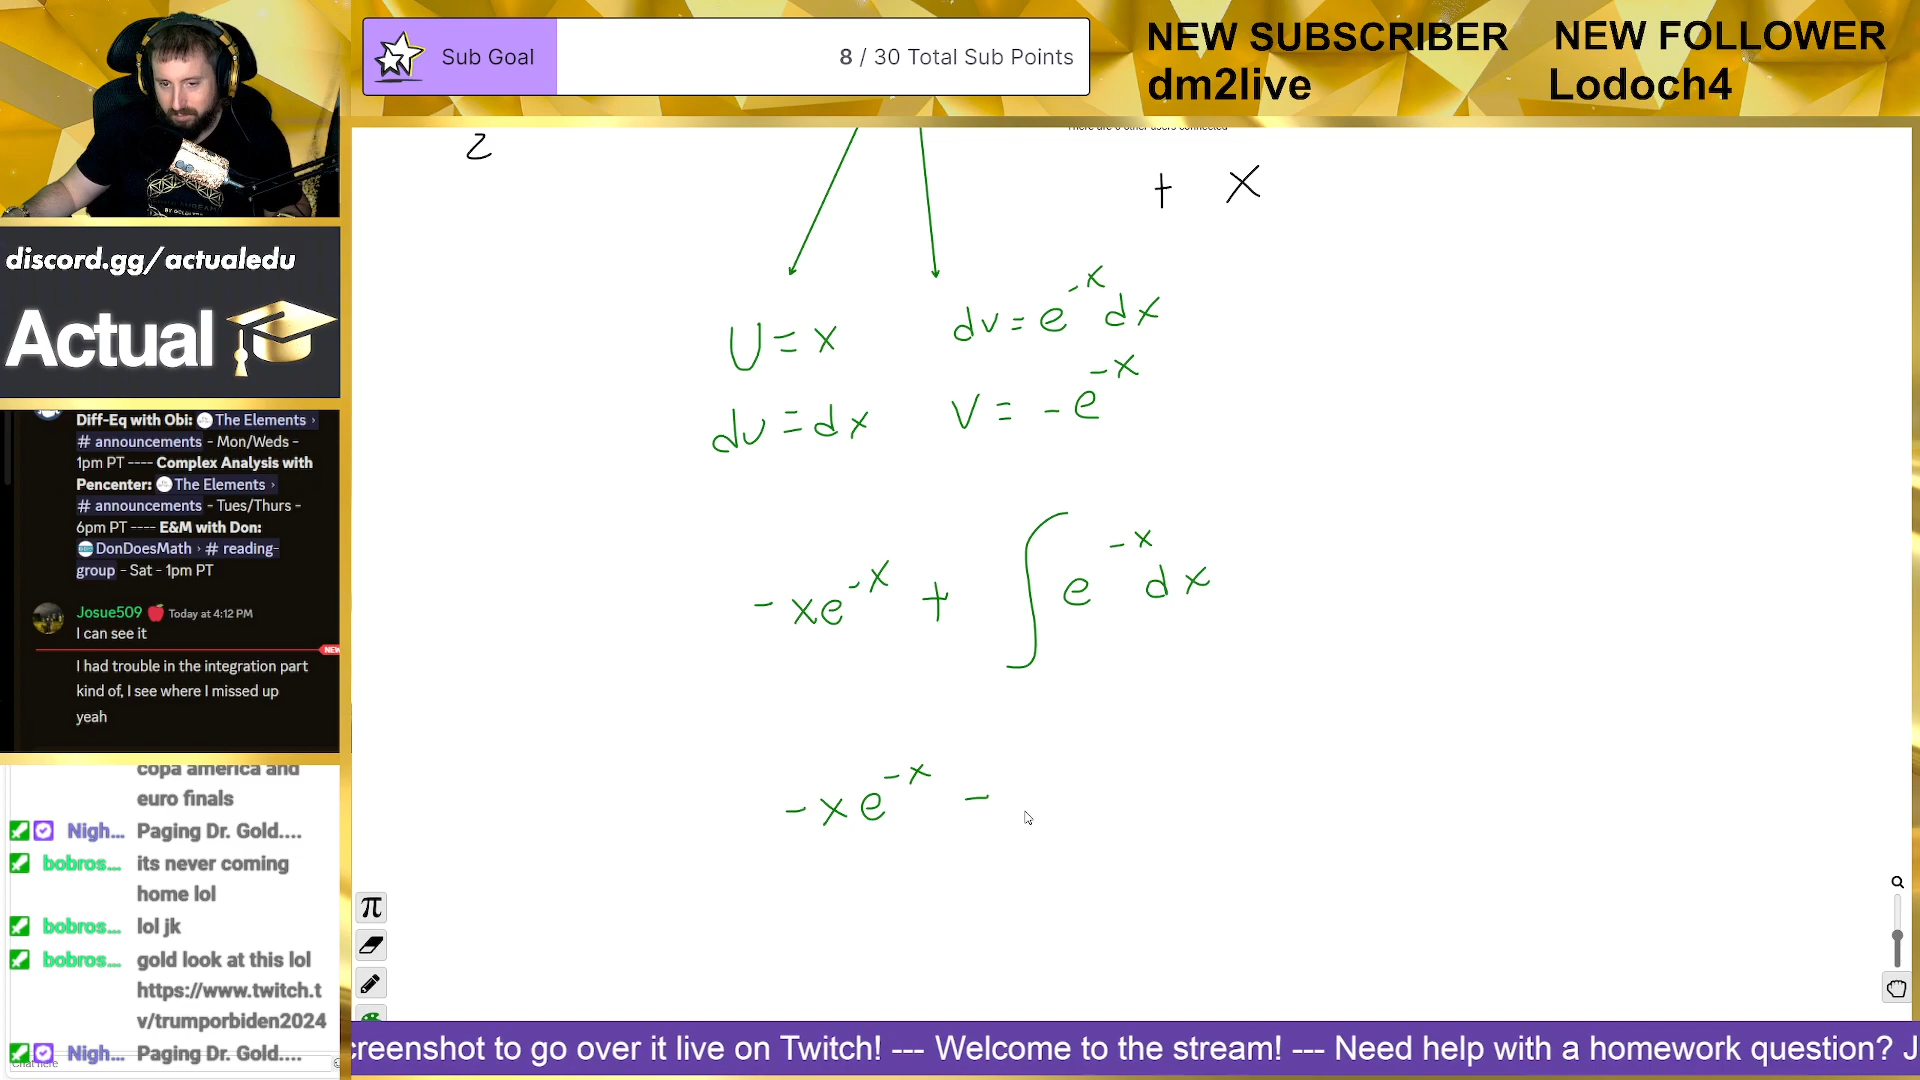 Sub Goal
8 / 30 Total Sub Points
NEW SUBSCRIBER
dm2live
NEW FOLLOWER
Lodoch4
discord.gg/actualedu
Actual
Diff-Eq with Obi: The Elements ›
# announcements - Mon/Weds -
1pm PT ---- Complex Analysis with
Pencenter: The Elements ›
# announcements - Tues/Thurs -
6pm PT ---- E&M with Don:
DonDoesMath › # reading-
group - Sat - 1pm PT
Josue509 Today at 4:12 PM
I can see it
NEW
I had trouble in the integration part
kind of, I see where I missed up
yeah
copa america and
euro finals
Nigh... Paging Dr. Gold....
bobros... its never coming
home lol
bobros... lol jk
bobros... gold look at this lol
https://www.twitch.t
v/trumporbiden2024
Nigh... Paging Dr. Gold....
Chat here
2
+ x
U = x
dv = e^{-x} dx
du = dx
v = -e^{-x}
-xe^{-x} + ∫ e^{-x} dx
-xe^{-x} -
π
creenshot to go over it live on Twitch! --- Welcome to the stream! --- Need help with a homework question? J